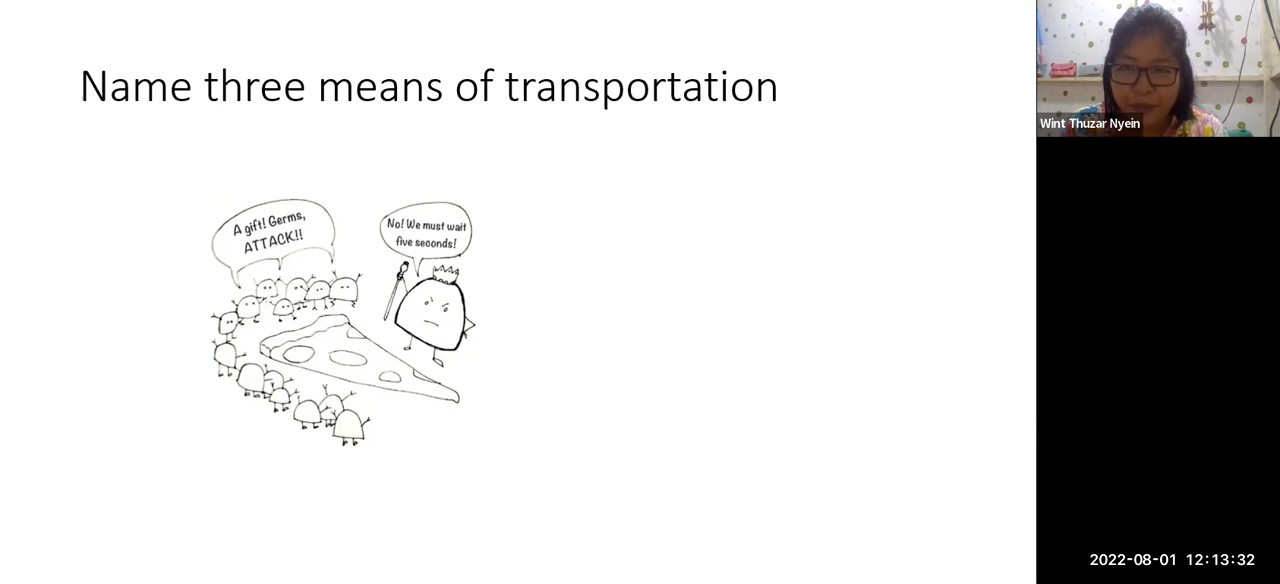 Name three means of transportation
A gift! Germs,
ATTACK!!
No! We must wait
five seconds!
Wint Thuzar Nyein
2022-08-01 12:13:32